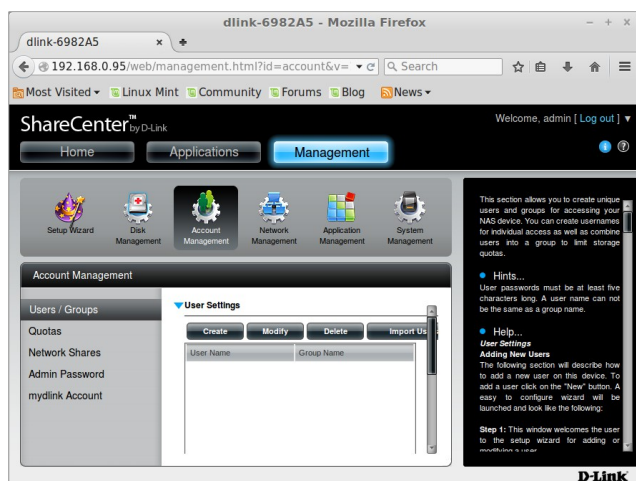 dlink-6982A5 - Mozilla Firefox
dlink-6982A5
192.168.0.95/web/management.html?id=account&v=
Search
Most Visited
Linux Mint
Community
Forums
Blog
News
ShareCenter™ by D-Link
Welcome, admin [ Log out ]
Home
Applications
Management
Setup Wizard
Disk Management
Account Management
Network Management
Application Management
System Management
Account Management
Users / Groups
Quotas
Network Shares
Admin Password
mydlink Account
User Settings
Create
Modify
Delete
Import Us
User Name
Group Name
This section allows you to create unique
users and groups for accessing your
NAS device. You can create usernames
for individual access as well as combine
users into a group to limit storage
quotas.
Hints...
User passwords must be at least five
characters long. A user name can not
be the same as a group name.
Help...
User Settings
Adding New Users
The following section will describe how
to add a new user on this device. To
add a user click on the "New" button. A
easy to configure wizard will be
launched and look like the following:
Step 1: This window welcomes the user
to the setup wizard for adding or
modifying a user.
D-Link